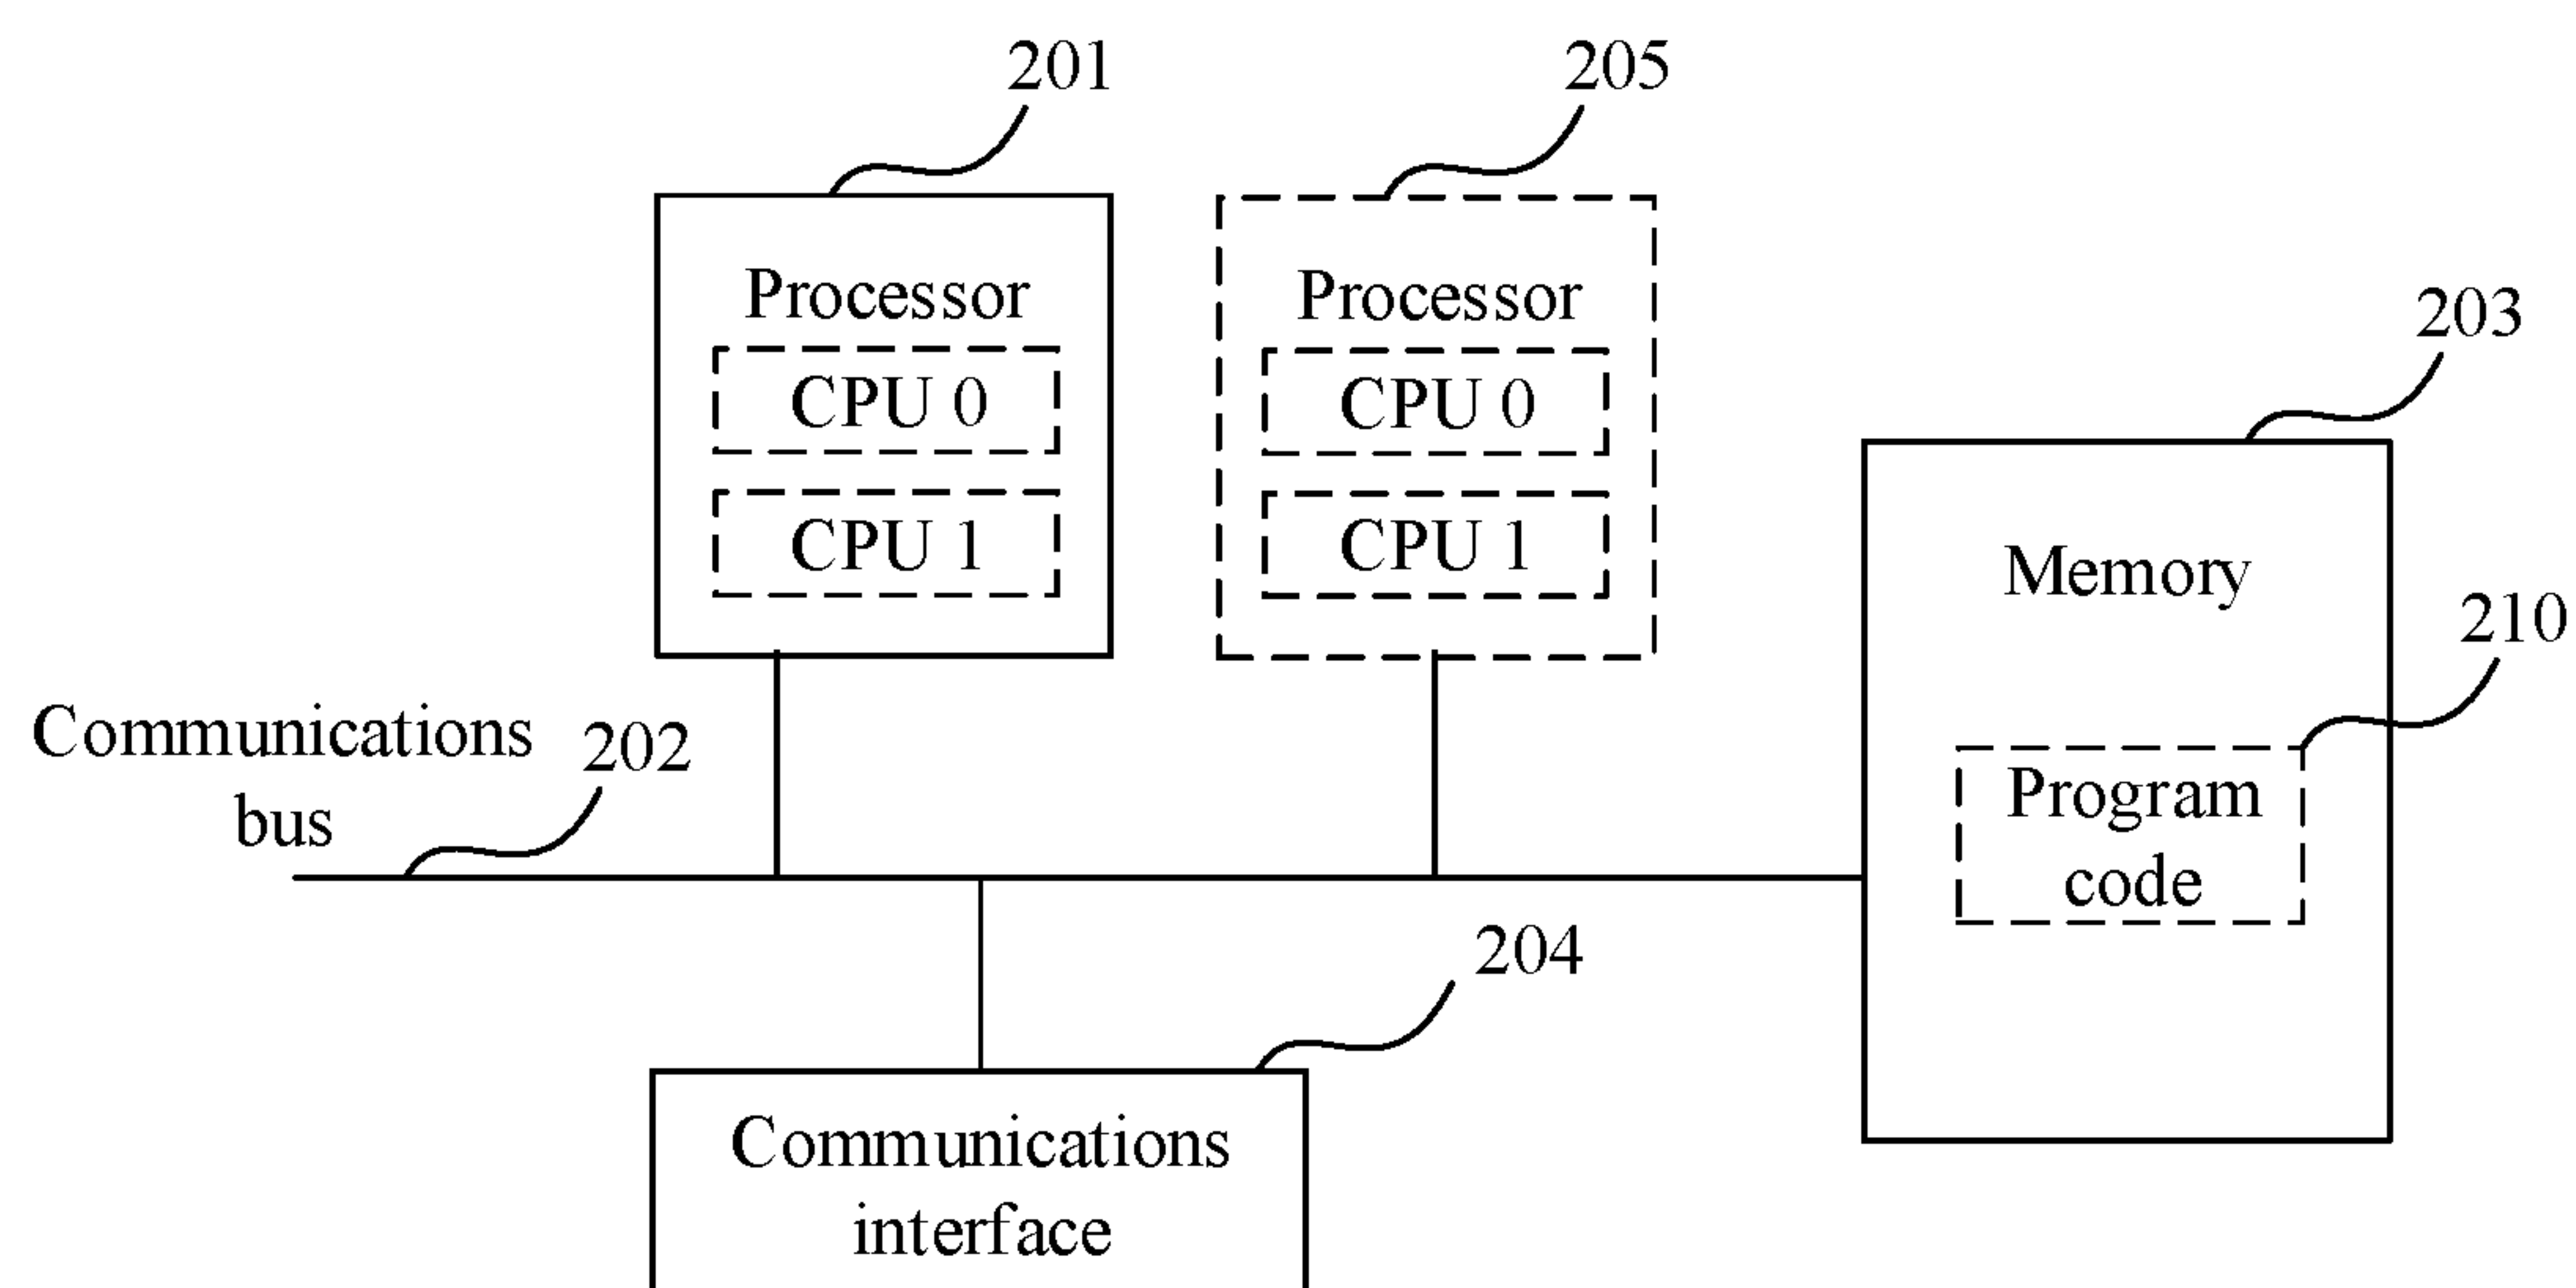 201
205
Processor
CPU 0
CPU 1
Processor
CPU 0
CPU 1
203
Memory
210
Program
code
Communications
bus
202
204
Communications
interface